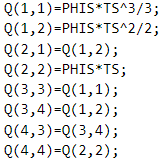 Q(1,1)=PHIS*TS^3/3;
Q(1,2)=PHIS*TS^2/2;
Q(2,1)=Q(1,2);
Q(2,2)=PHIS*TS;
Q(3,3)=Q(1,1);
Q(3,4)=Q(1,2);
Q(4,3)=Q(3,4);
Q(4,4)=Q(2,2);